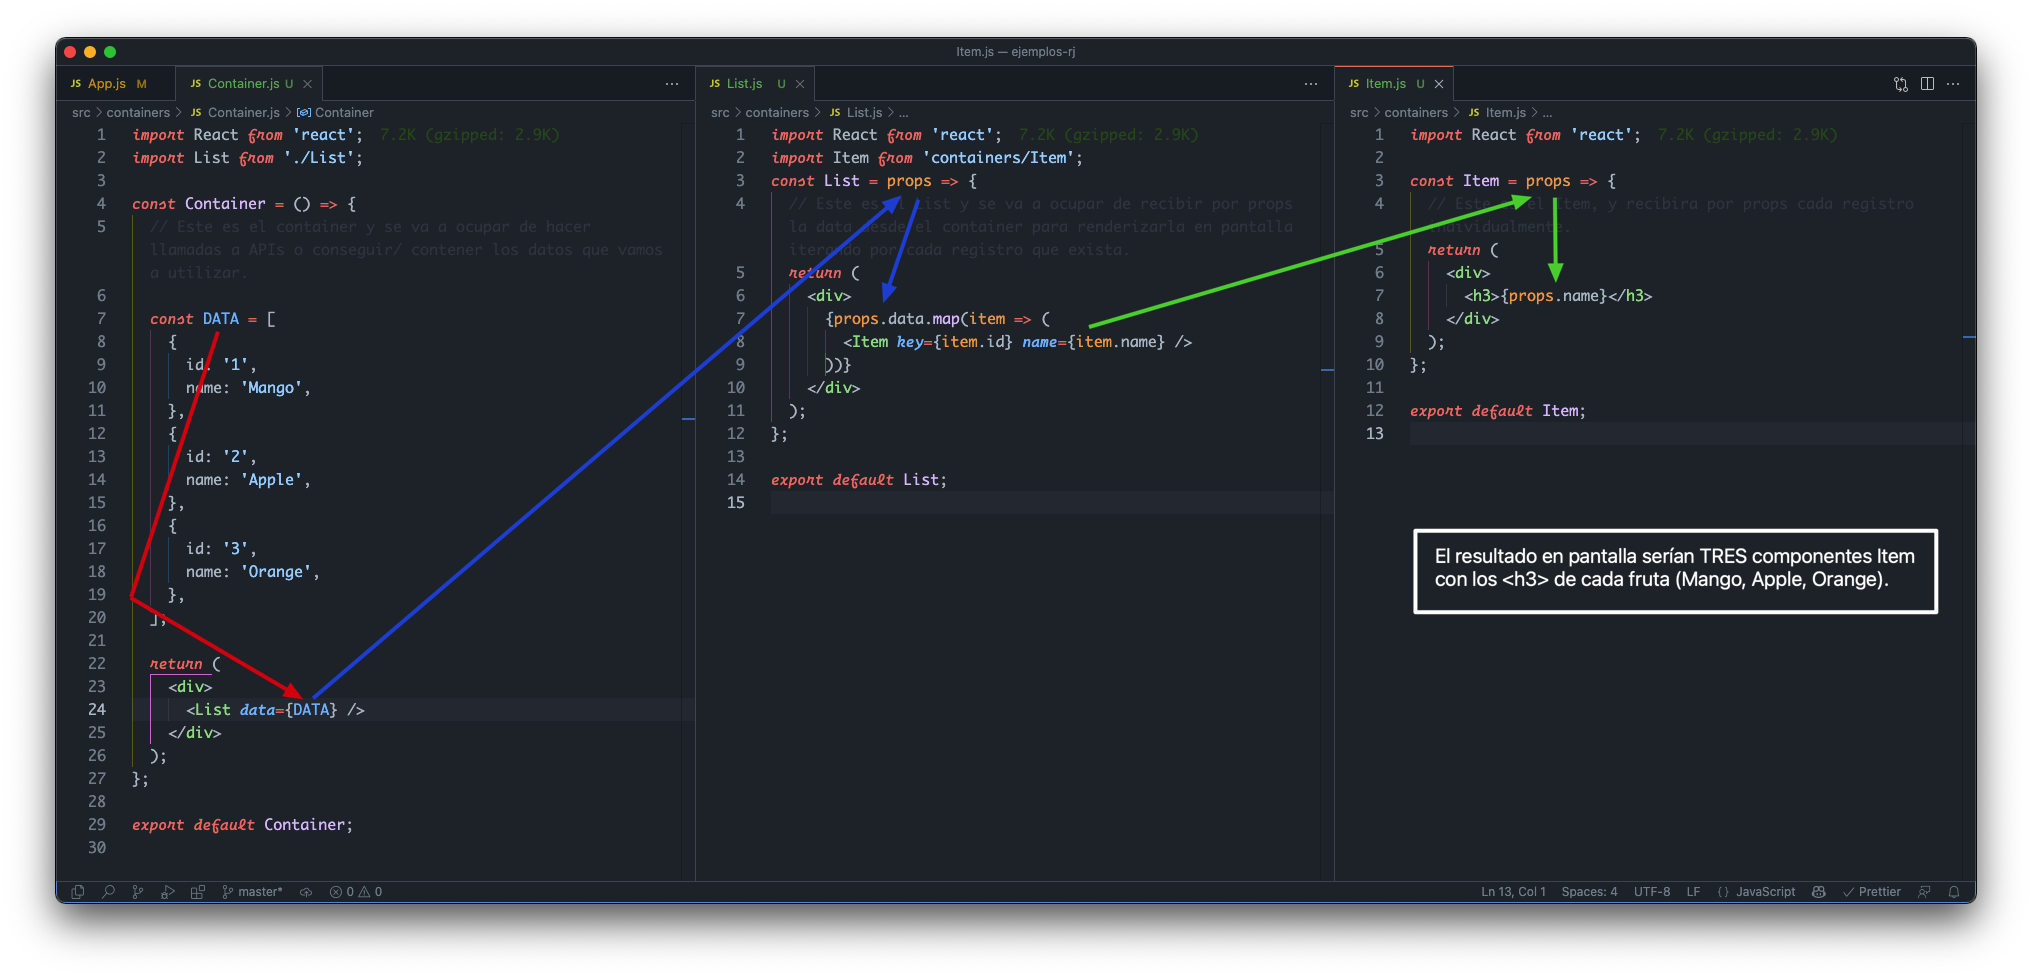 Item.js — ejemplos-rj
JS App.js M
JS Container.js U
src > containers > JS Container.js > Container
1 import React from 'react'; 7.2K (gzipped: 2.9K)
2 import List from './List';
3
4 const Container = () => {
5 // Este es el container y se va a ocupar de hacer
llamadas a APIs o conseguir/ contener los datos que vamos
a utilizar.
6
7 const DATA = [
8 {
9 id: '1',
10 name: 'Mango',
11 },
12 {
13 id: '2',
14 name: 'Apple',
15 },
16 {
17 id: '3',
18 name: 'Orange',
19 },
20 ];
21
22 return (
23 <div>
24 <List data={DATA} />
25 </div>
26 );
27 };
28
29 export default Container;
30
JS List.js U
src > containers > JS List.js > ...
1 import React from 'react'; 7.2K (gzipped: 2.9K)
2 import Item from 'containers/Item';
3 const List = props => {
4 // Este es el List y se va a ocupar de recibir por props
la data desde el container para renderizarla en pantalla
iterando por cada registro que exista.
5 return (
6 <div>
7 {props.data.map(item => (
8 <Item key={item.id} name={item.name} />
9 ))}
10 </div>
11 );
12 };
13
14 export default List;
15
JS Item.js U
src > containers > JS Item.js > ...
1 import React from 'react'; 7.2K (gzipped: 2.9K)
2
3 const Item = props => {
4 // Este es el Item, y recibira por props cada registro
individualmente.
5 return (
6 <div>
7 <h3>{props.name}</h3>
8 </div>
9 );
10 };
11
12 export default Item;
13
El resultado en pantalla serían TRES componentes Item
con los <h3> de cada fruta (Mango, Apple, Orange).
master* 0 0
Ln 13, Col 1 Spaces: 4 UTF-8 LF {} JavaScript Prettier